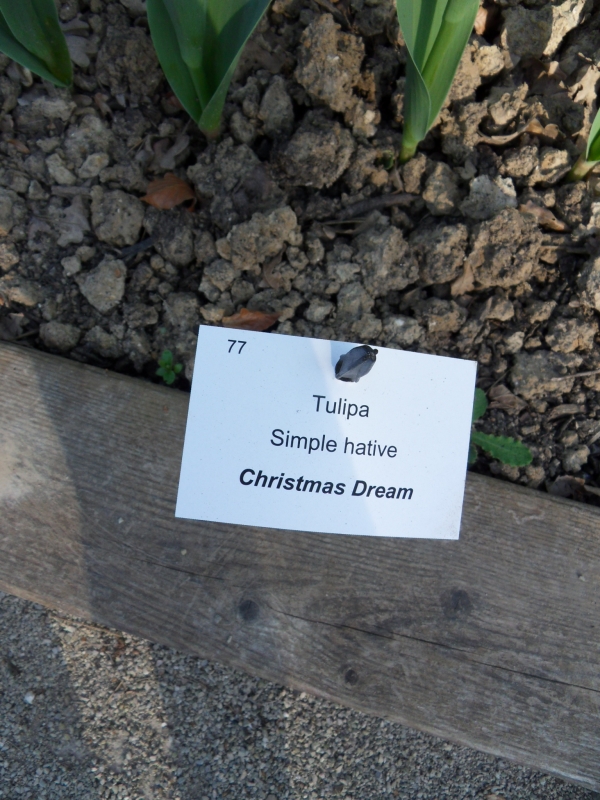 77
Tulipa
Simple hative
Christmas Dream